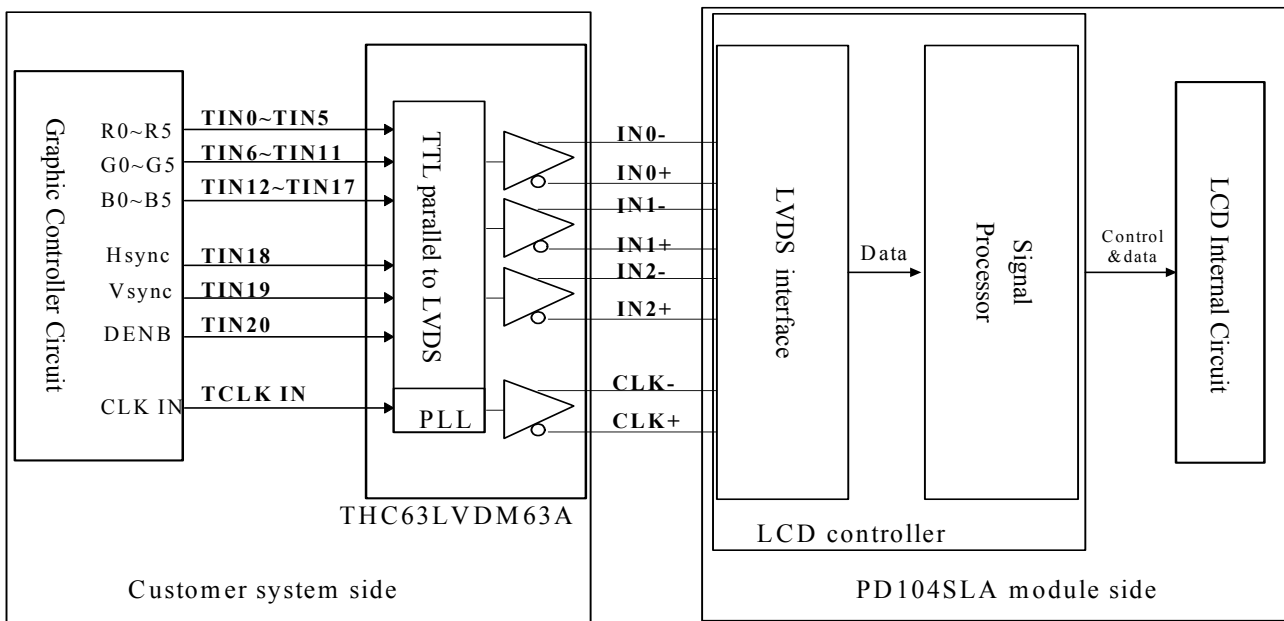 Graphic Controller Circuit
R0~R5
G0~G5
B0~B5
Hsync
Vsync
DENB
CLK IN
TIN0~TIN5
TIN6~TIN11
TIN12~TIN17
TIN18
TIN19
TIN20
TCLK IN
TTL parallel to LVDS
PLL
THC63LVDM63A
Customer system side
IN0-
IN0+
IN1-
IN1+
IN2-
IN2+
CLK-
CLK+
LVDS interface
Data
Signal
Processor
LCD controller
Control
&data
LCD Internal Circuit
PD104SLA module side